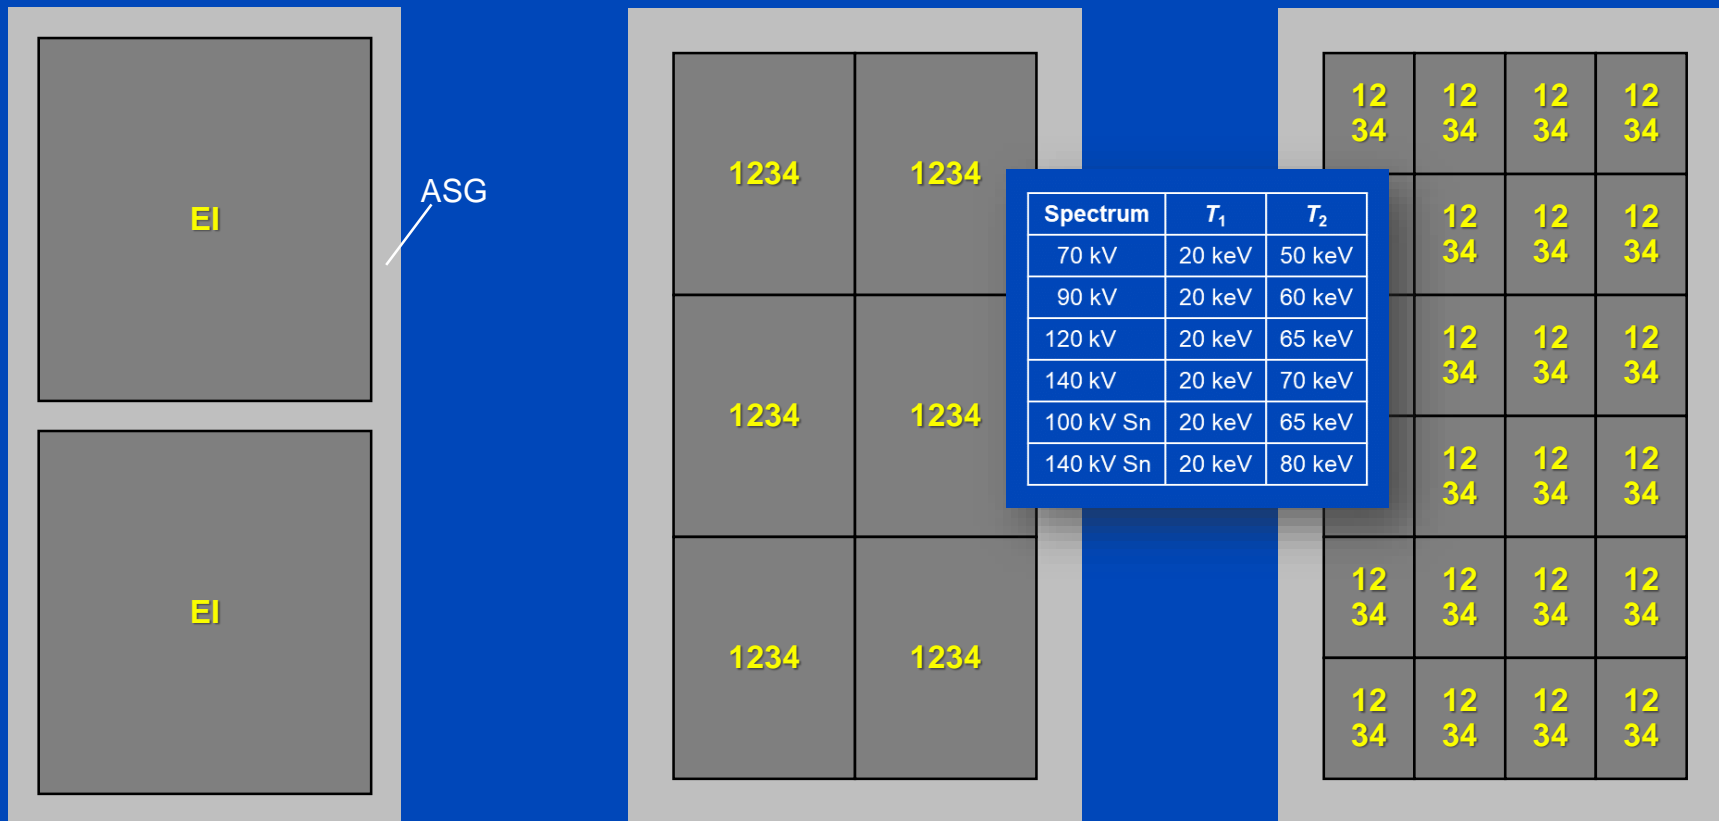 EI
EI
ASG
1234 1234
1234 1234
1234 1234
Spectrum T1 T2
70 kV 20 keV 50 keV
90 kV 20 keV 60 keV
120 kV 20 keV 65 keV
140 kV 20 keV 70 keV
100 kV Sn 20 keV 65 keV
140 kV Sn 20 keV 80 keV
12 12 12 12
34 34 34 34
12 12 12
34 34 34
12 12 12
34 34 34
12 12 12
34 34 34
12 12 12 12
34 34 34 34
12 12 12 12
34 34 34 34